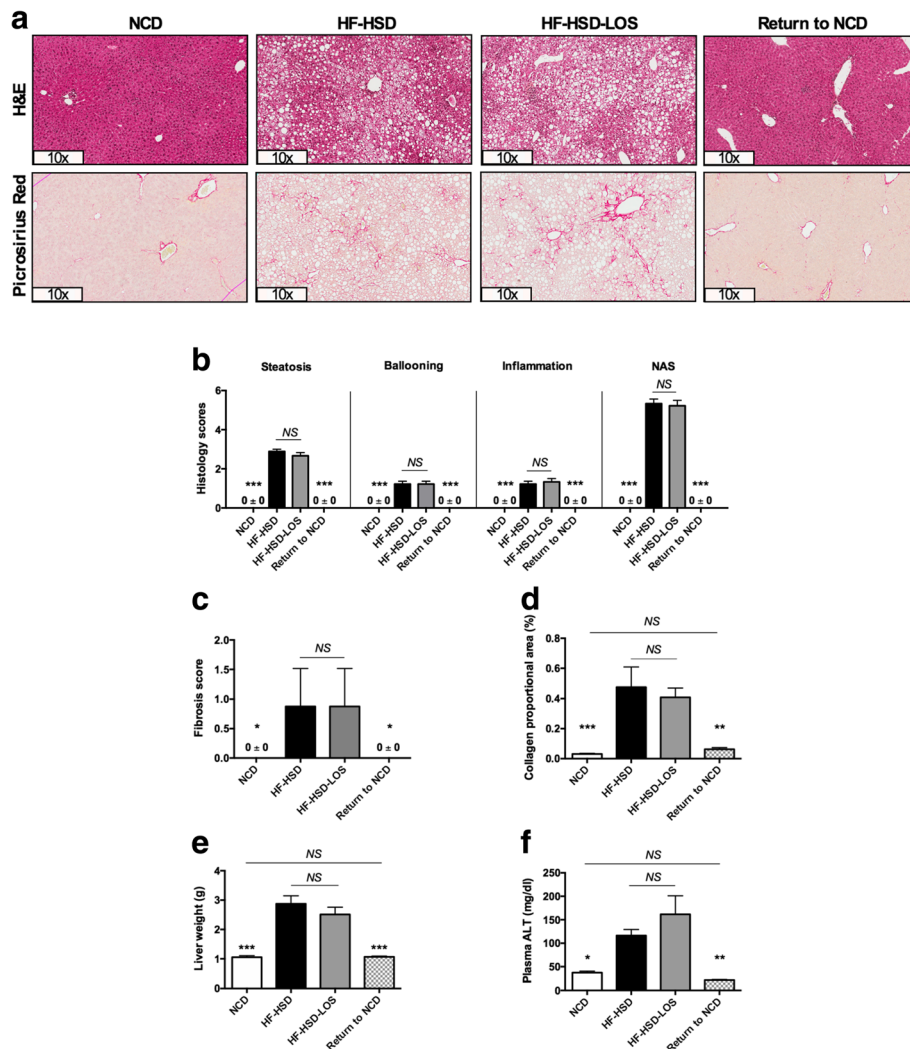 a
NCD HF-HSD HF-HSD-LOS Return to NCD
H&E
10x 10x 10x 10x
Picrosirius Red
10x 10x 10x 10x
b
Steatosis Ballooning Inflammation NAS
Histology scores
6
4
2
0
NS NS NS NS
*** *** *** *** *** *** *** ***
0 ± 0 0 ± 0 0 ± 0 0 ± 0 0 ± 0 0 ± 0 0 ± 0 0 ± 0
NCD HF-HSD HF-HSD-LOS Return to NCD NCD HF-HSD HF-HSD-LOS Return to NCD NCD HF-HSD HF-HSD-LOS Return to NCD NCD HF-HSD HF-HSD-LOS Return to NCD
c
Fibrosis score
2.0
1.5
1.0
0.5
0.0
NS
* *
0 ± 0 0 ± 0
NCD HF-HSD HF-HSD-LOS Return to NCD
d
Collagen proportional area (%)
0.8
0.6
0.4
0.2
0.0
NS
NS
*** **
NCD HF-HSD HF-HSD-LOS Return to NCD
e
Liver weight (g)
4
3
2
1
0
NS
NS
*** ***
NCD HF-HSD HF-HSD-LOS Return to NCD
f
Plasma ALT (mg/dl)
250
200
150
100
50
0
NS
NS
* **
NCD HF-HSD HF-HSD-LOS Return to NCD